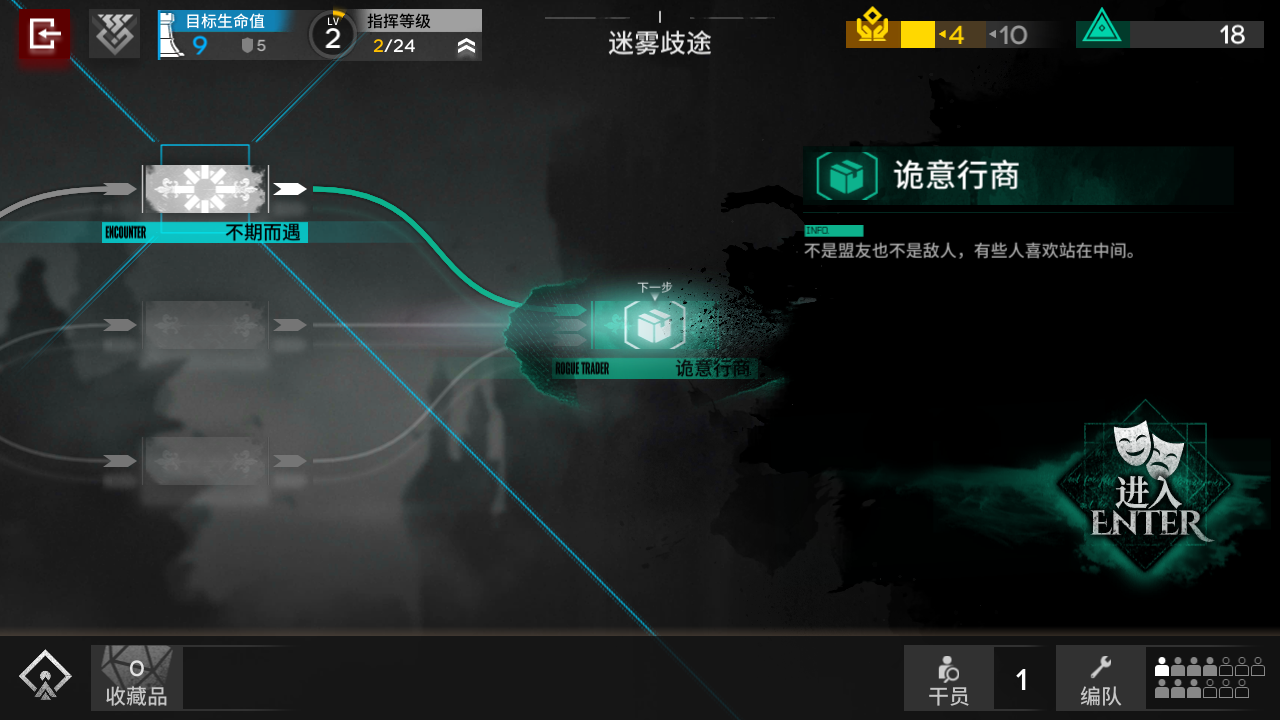 目标生命值
9
5
LV
2
指挥等级
2/24
迷雾歧途
4
10
18
诡意行商
INFO.
不是盟友也不是敌人，有些人喜欢站在中间。
ENCOUNTER
不期而遇
下一步
ROGUE TRADER
诡意行商
进入
ENTER
0
收藏品
干员
1
编队